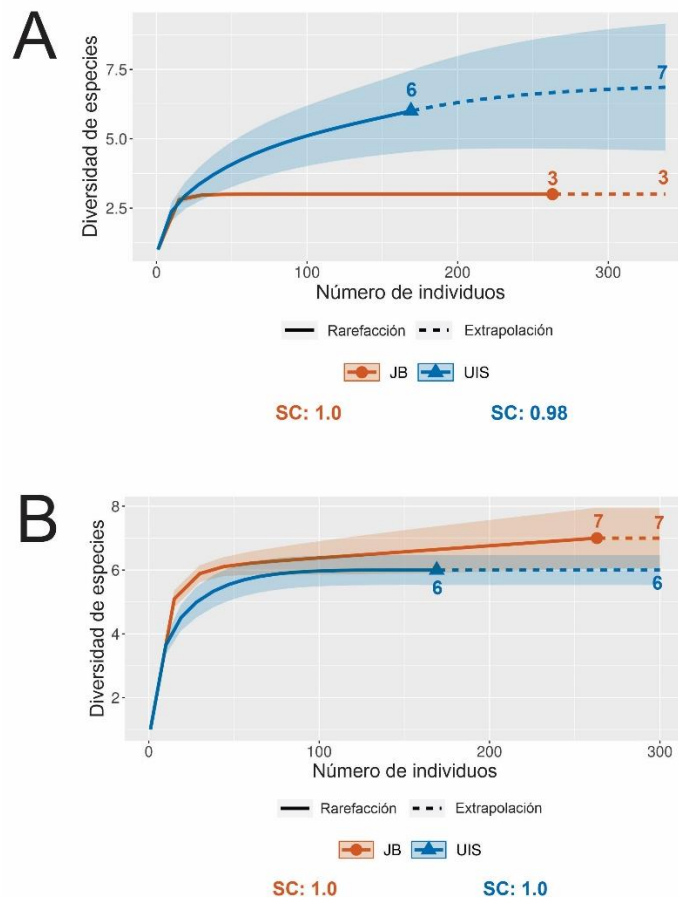 A
Diversidad de especies
7.5
5.0
2.5
6
7
3
3
0
100
200
300
Número de individuos
Rarefacción
Extrapolación
JB
UIS
SC: 1.0
SC: 0.98
B
Diversidad de especies
8
6
4
2
7
7
6
6
0
100
200
300
Número de individuos
Rarefacción
Extrapolación
JB
UIS
SC: 1.0
SC: 1.0